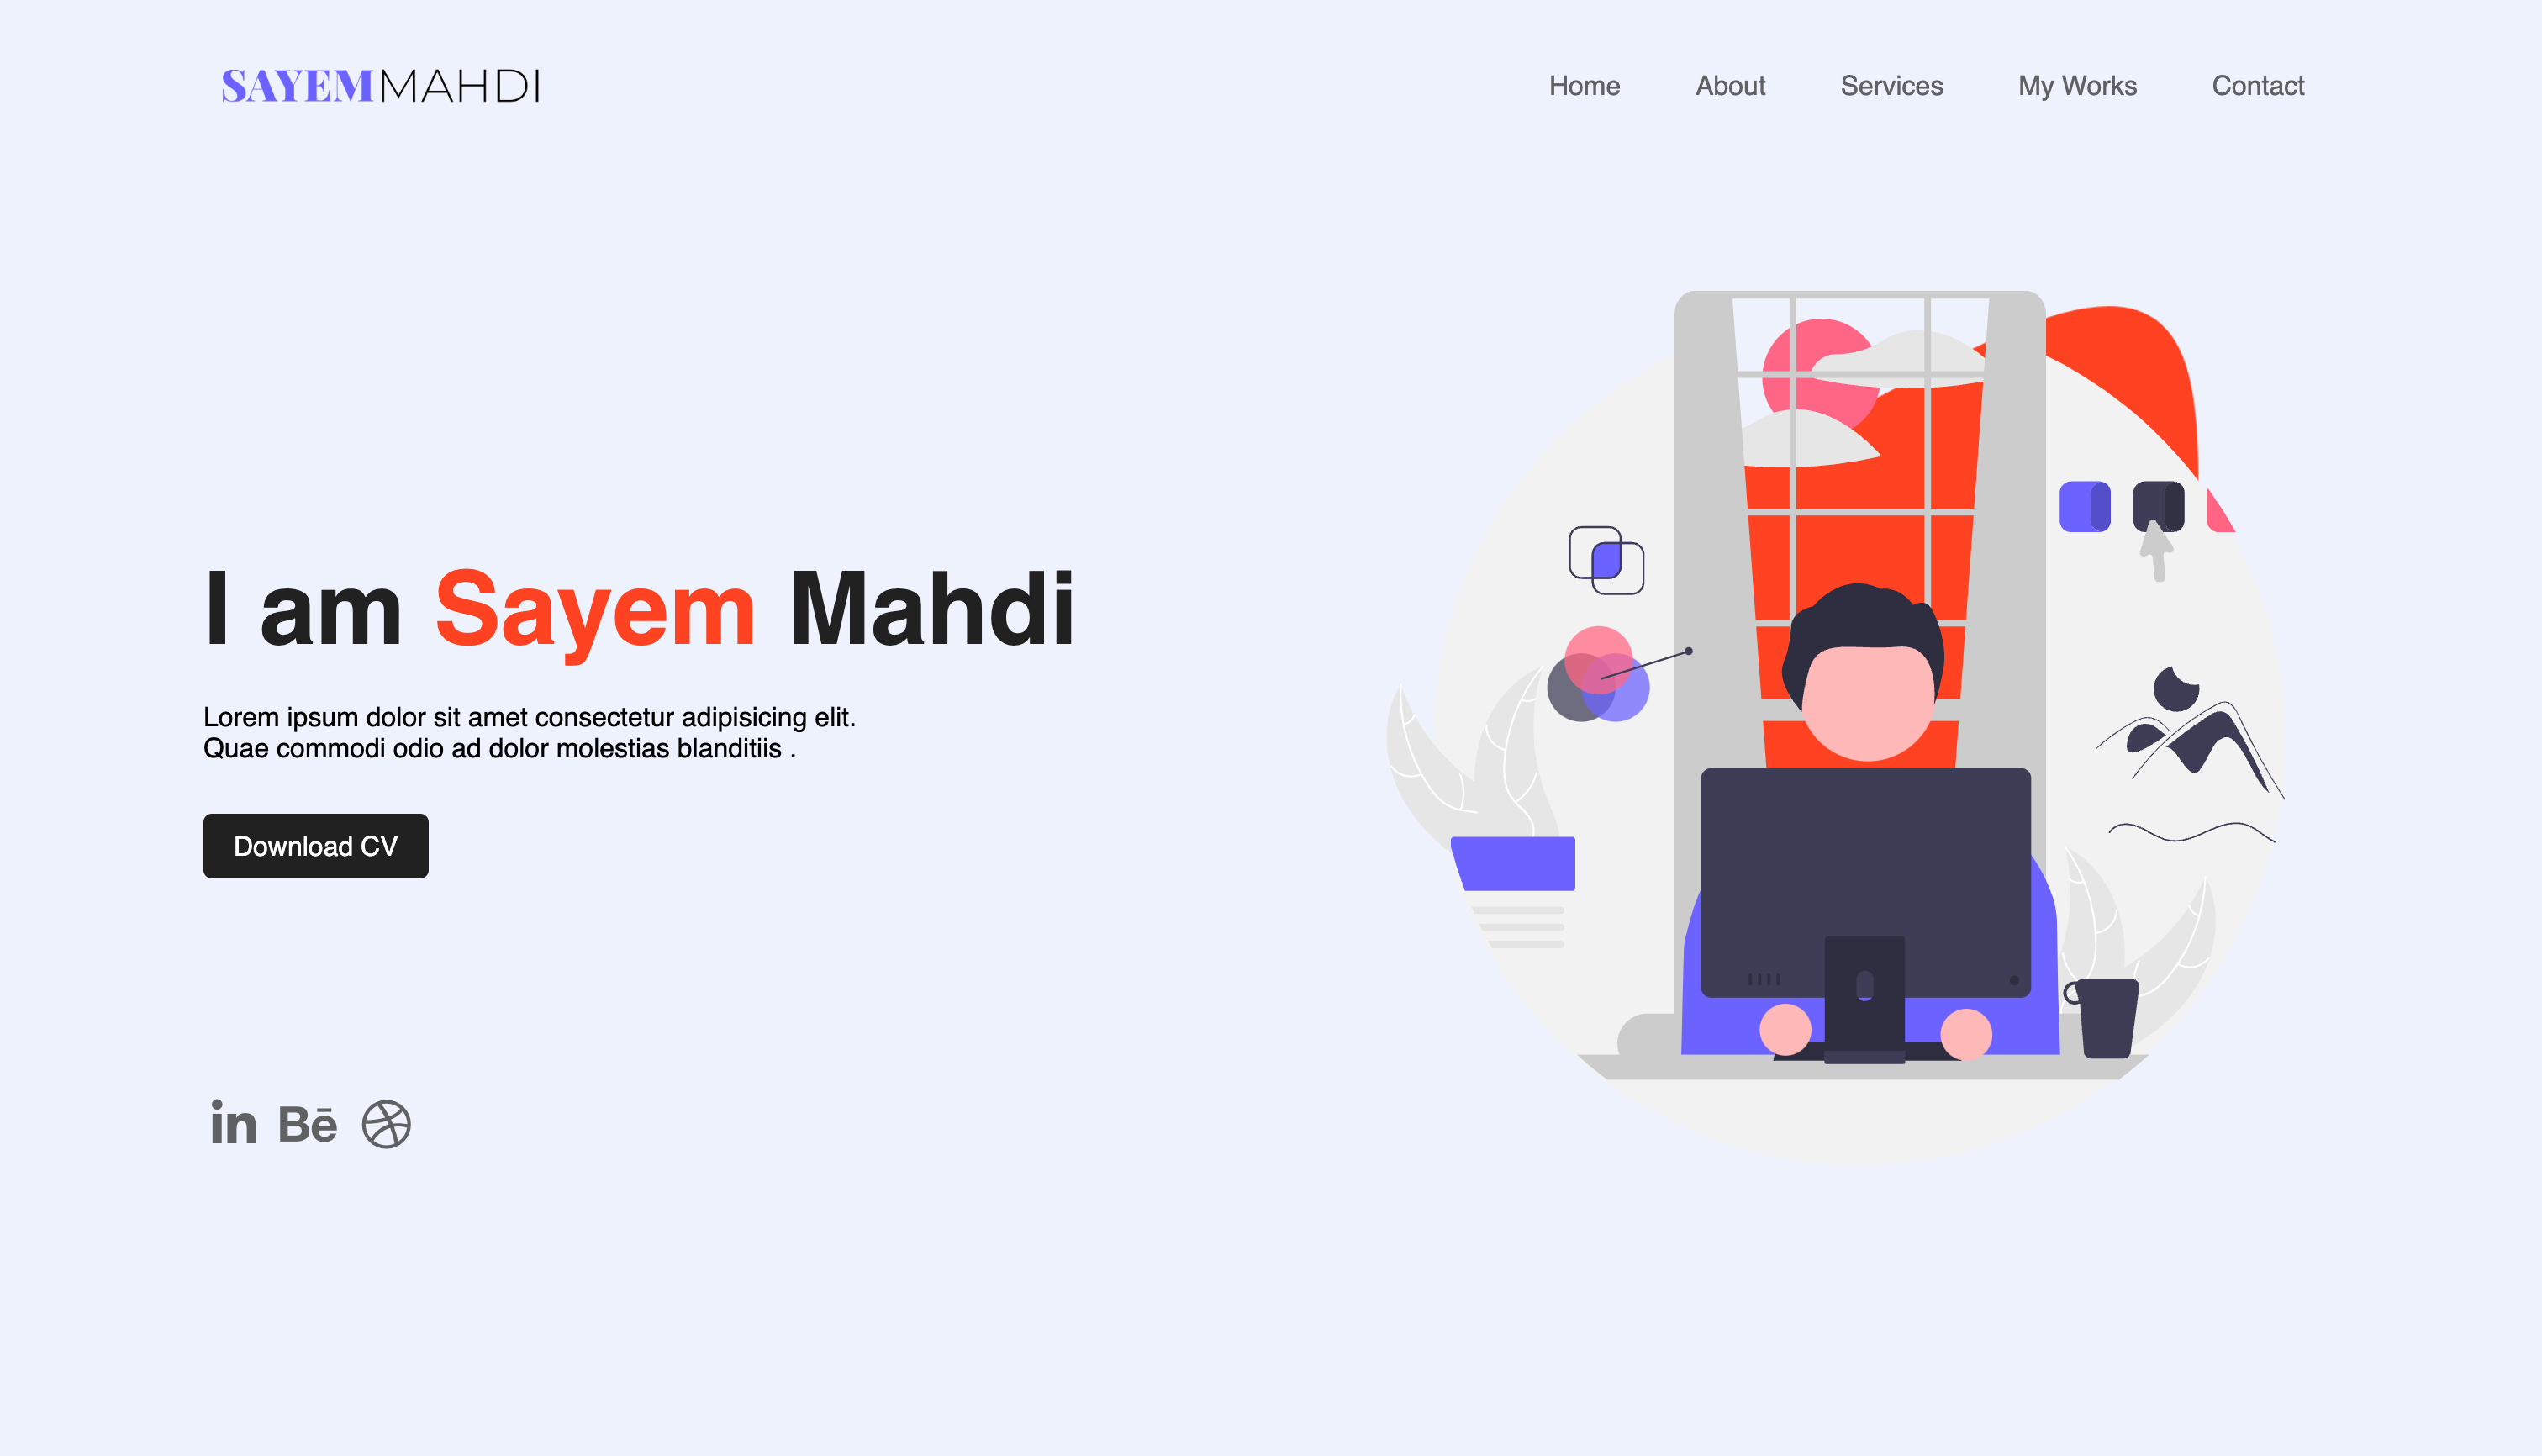 SAYEMMAHDI
Home About Services My Works Contact
I am Sayem Mahdi
Lorem ipsum dolor sit amet consectetur adipisicing elit.
Quae commodi odio ad dolor molestias blanditiis .
Download CV
in Bē